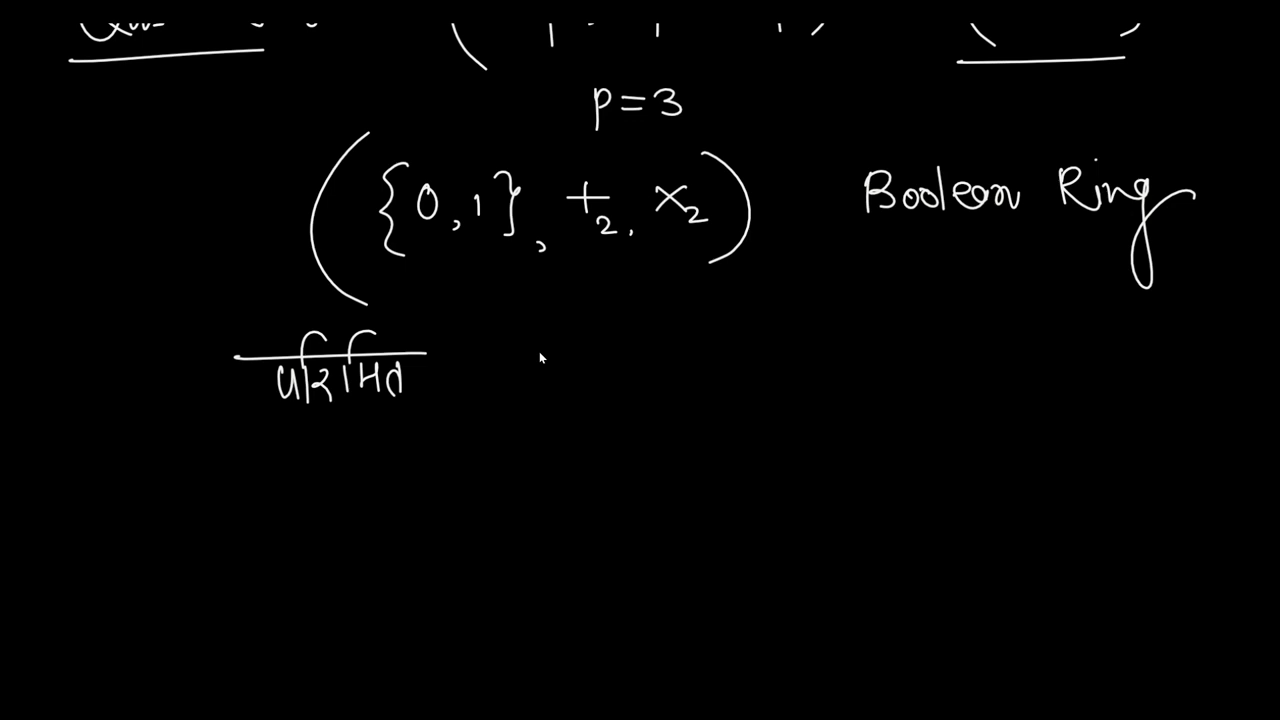 p = 3
( {0, 1}, +₂, ×₂ ) Boolean Ring
परिमित